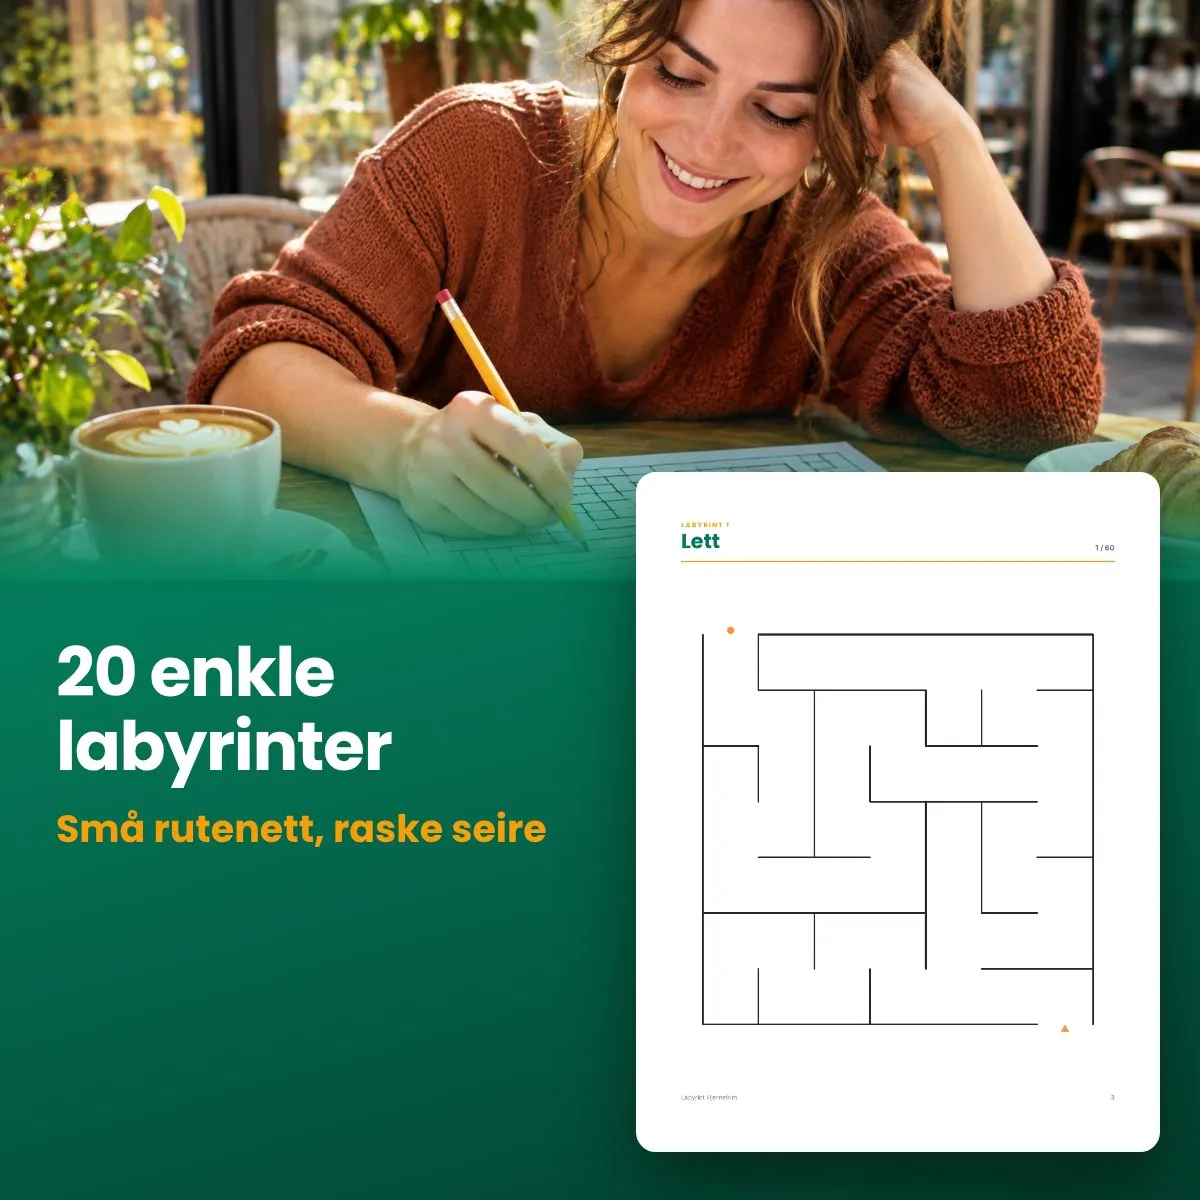 20 enkle
labyrinter
Små rutenett, raske seire
LABYRINT 1
Lett
1 / 60
Labyrint Hjernetrim
3